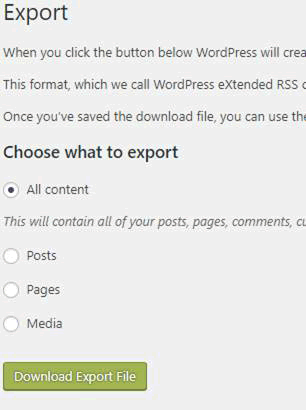 Export
When you click the button below WordPress will
This format, which we call WordPress eXtended RSS
Once you've saved the download file, you can use
Choose what to export
All content
This will contain all of your posts, pages, comments,
Posts
Pages
Media
Download Export File